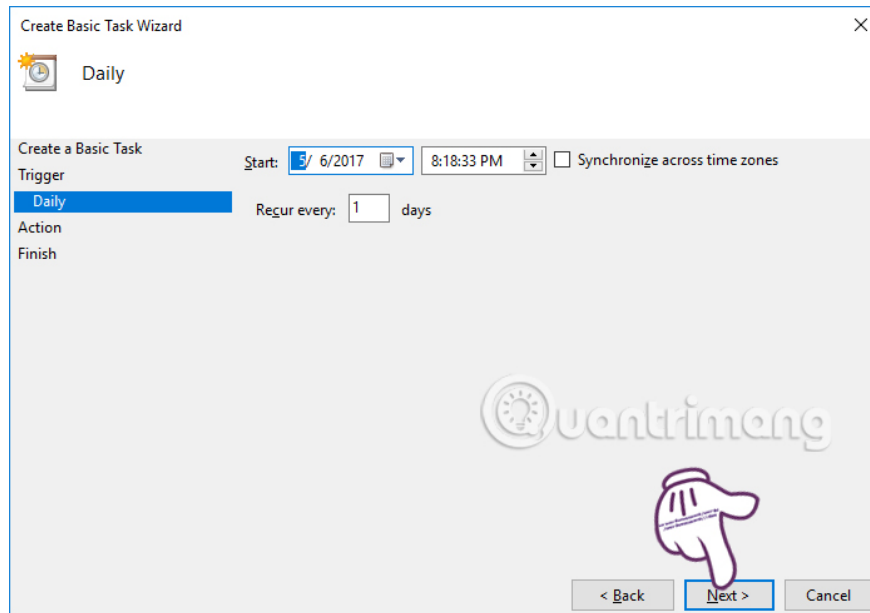 Create Basic Task Wizard
Daily
Create a Basic Task
Trigger
Daily
Action
Finish
Start: 5/ 6/2017 8:18:33 PM Synchronize across time zones
Recur every: 1 days
Quantrimang
< Back Next > Cancel